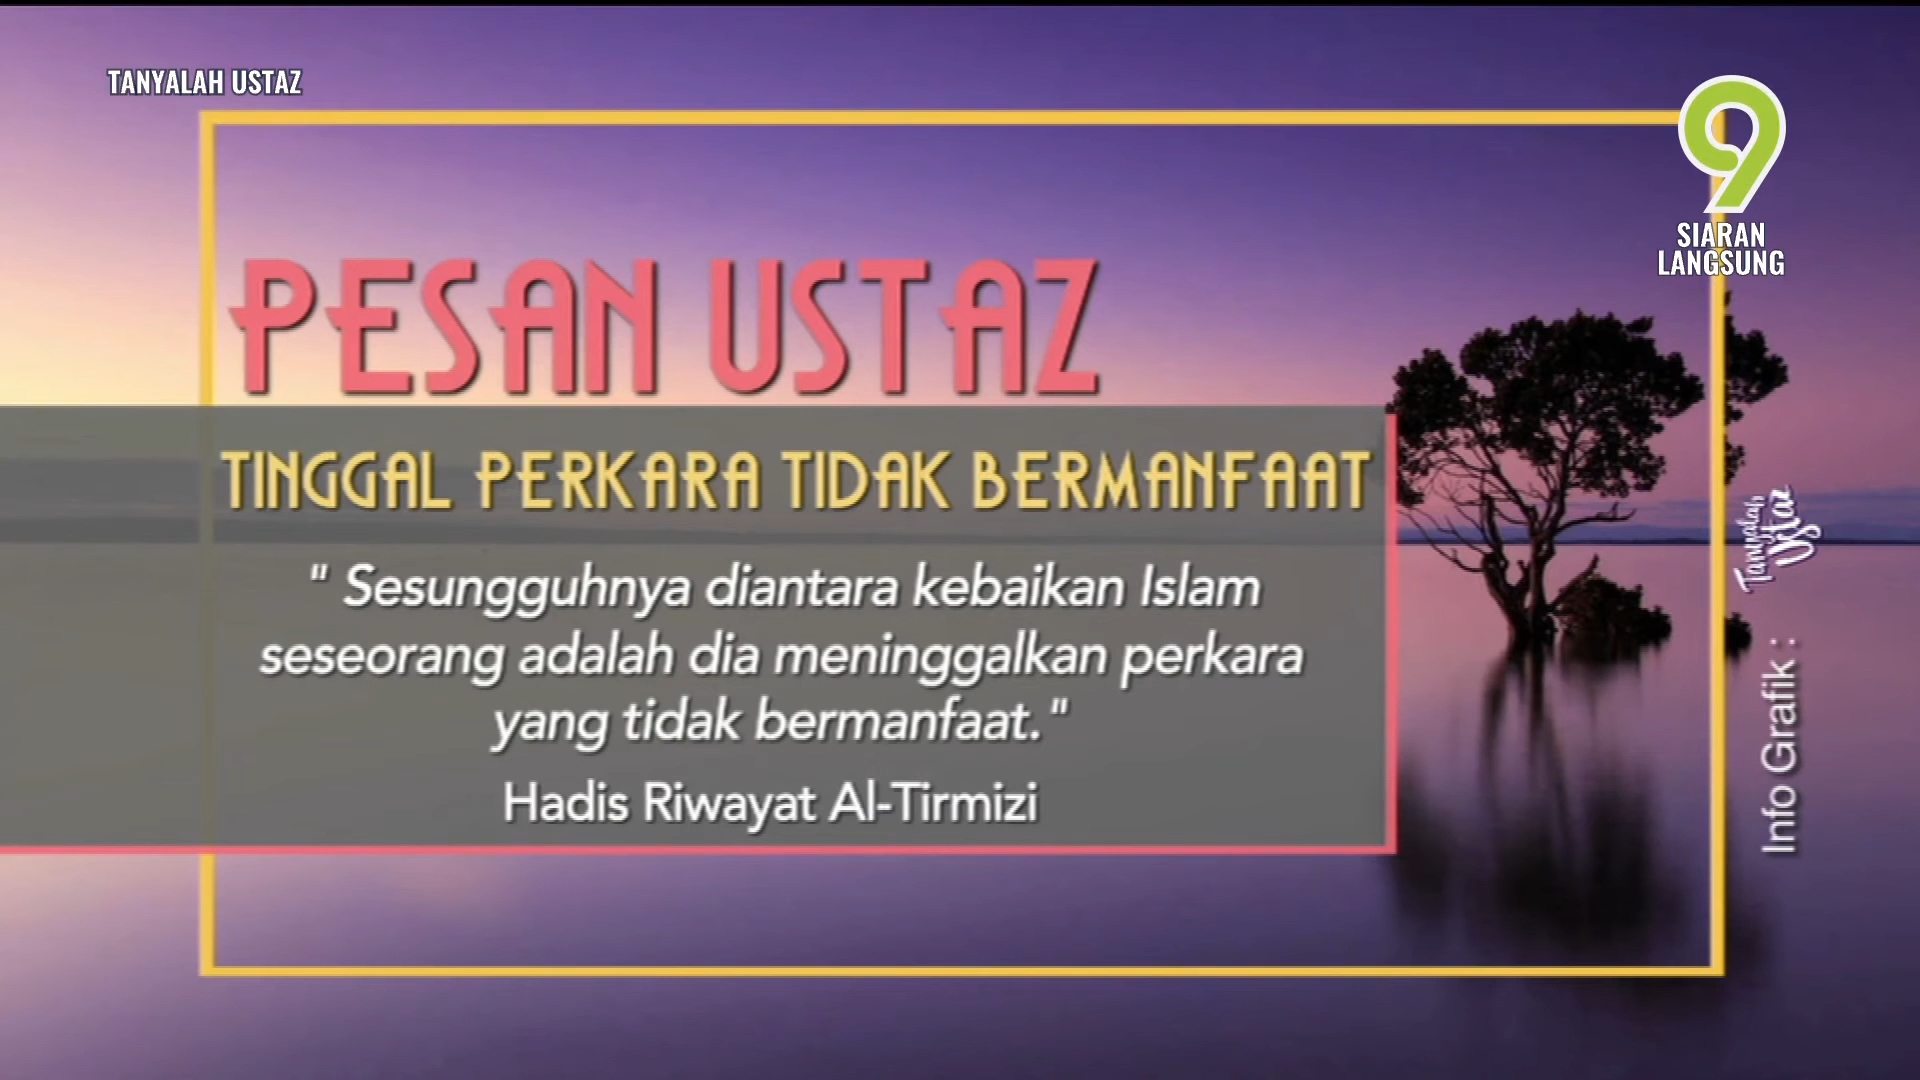 TANYALAH USTAZ
9
SIARAN
LANGSUNG
PESAN USTAZ
TINGGAL PERKARA TIDAK BERMANFAAT
" Sesungguhnya diantara kebaikan Islam
seseorang adalah dia meninggalkan perkara
yang tidak bermanfaat."
Hadis Riwayat Al-Tirmizi
Info Grafik :
Tanyalah
Ustaz